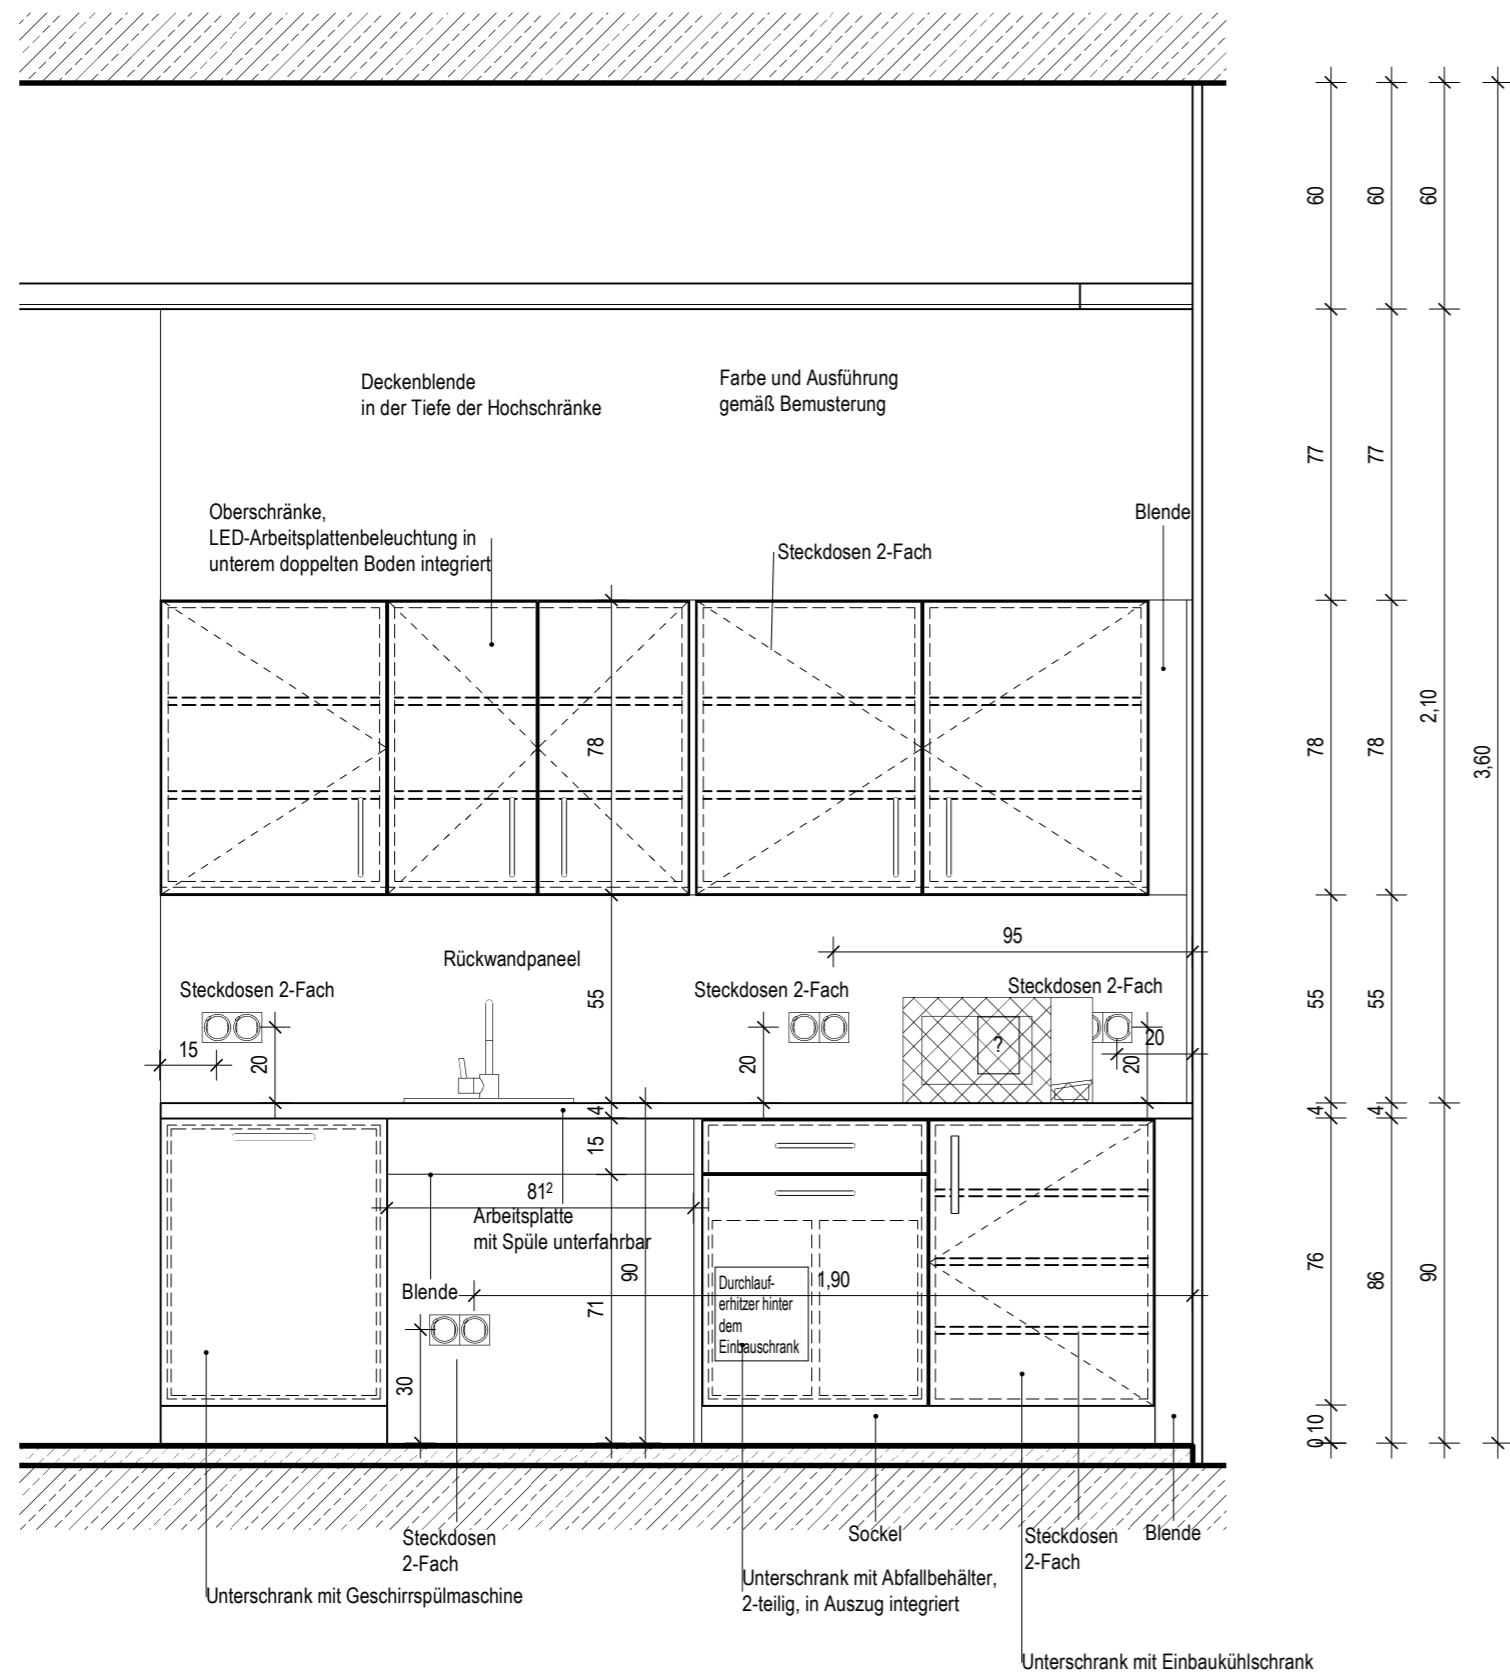 60
60
60
Deckenblende
in der Tiefe der Hochschränke
Farbe und Ausführung
gemäß Bemusterung
77
77
Oberschränke,
LED-Arbeitsplattenbeleuchtung in
unterem doppelten Boden integriert
Steckdosen 2-Fach
Blende
78
78
78
2,10
3,60
95
Rückwandpaneel
Steckdosen 2-Fach
Steckdosen 2-Fach
Steckdosen 2-Fach
55
55
55
15
20
20
?
20
20
4
4
4
15
81²
Arbeitsplatte
mit Spüle unterfahrbar
90
71
Blende
30
Durchlauf-
erhitzer hinter
dem
Einbauschrank
1,90
76
86
90
10
0
Steckdosen
2-Fach
Sockel
Steckdosen
2-Fach
Blende
Unterschrank mit Geschirrspülmaschine
Unterschrank mit Abfallbehälter,
2-teilig, in Auszug integriert
Unterschrank mit Einbaukühlschrank